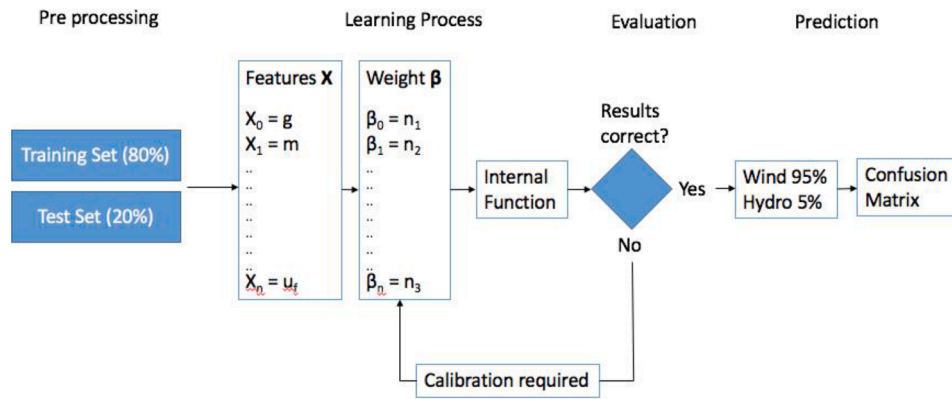 Pre processing
Learning Process
Evaluation
Prediction
Training Set (80%)
Test Set (20%)
Features X
X₀ = g
X₁ = m
..
..
..
..
..
..
..
Xₙ = u_f
Weight β
β₀ = n₁
β₁ = n₂
..
..
..
..
..
..
..
βₙ = n₃
Internal
Function
Results
correct?
Yes
No
Wind 95%
Hydro 5%
Confusion
Matrix
Calibration required